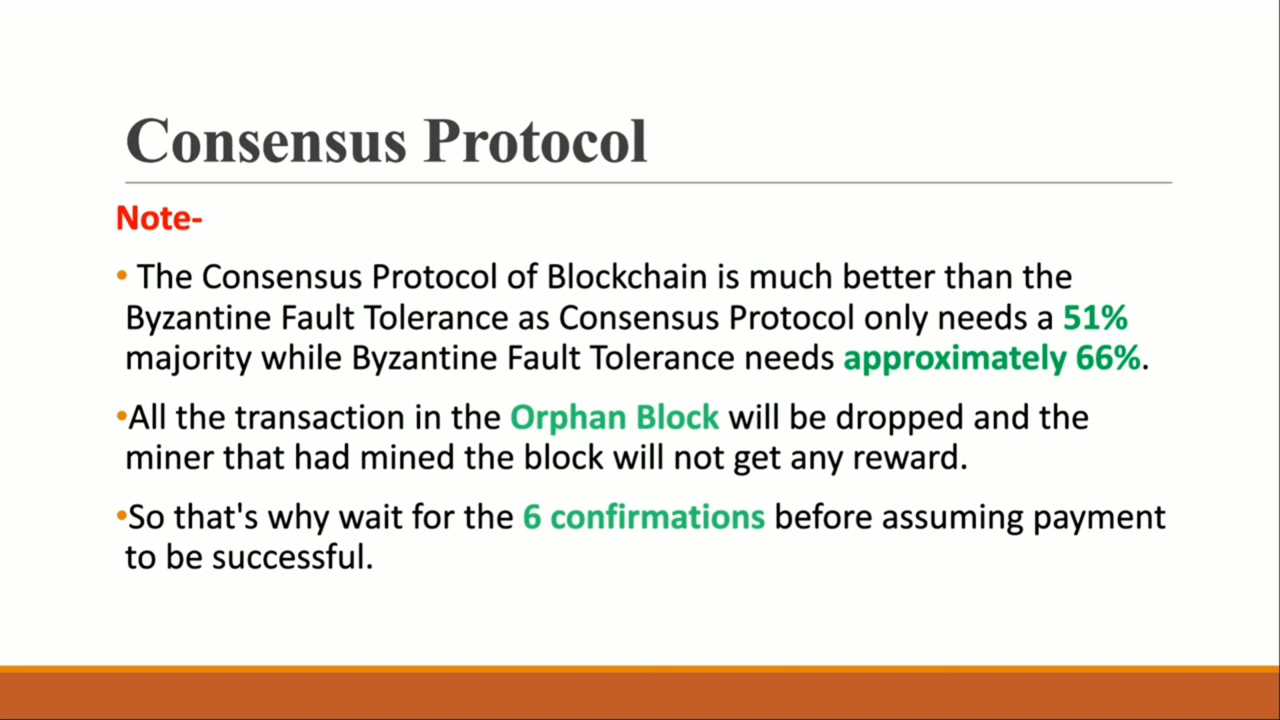 Consensus Protocol
Note-
• The Consensus Protocol of Blockchain is much better than the
Byzantine Fault Tolerance as Consensus Protocol only needs a 51%
majority while Byzantine Fault Tolerance needs approximately 66%.
•All the transaction in the Orphan Block will be dropped and the
miner that had mined the block will not get any reward.
•So that's why wait for the 6 confirmations before assuming payment
to be successful.